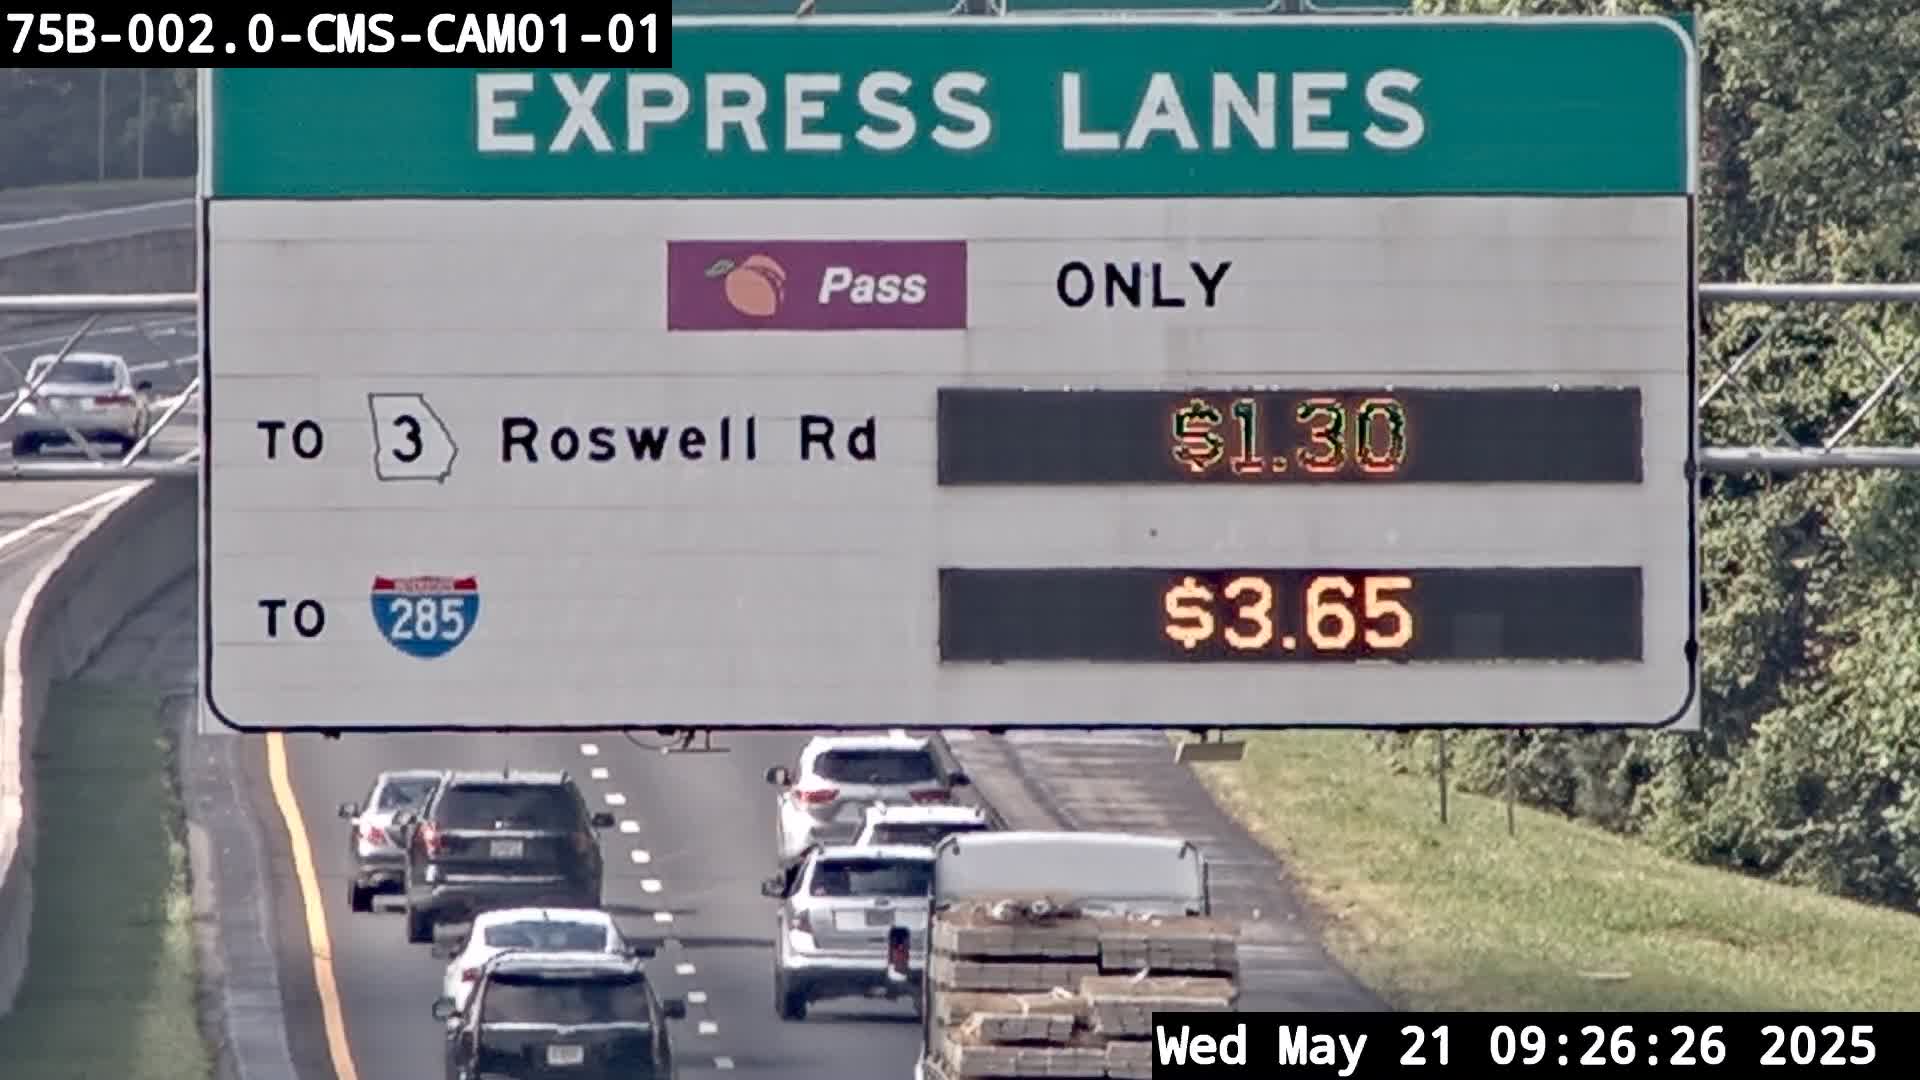 75B-002.0-CMS-CAM01-01
EXPRESS LANES
Pass ONLY
TO 3 Roswell Rd $1.30
INTERSTATE
TO 285 $3.65
Wed May 21 09:26:26 2025